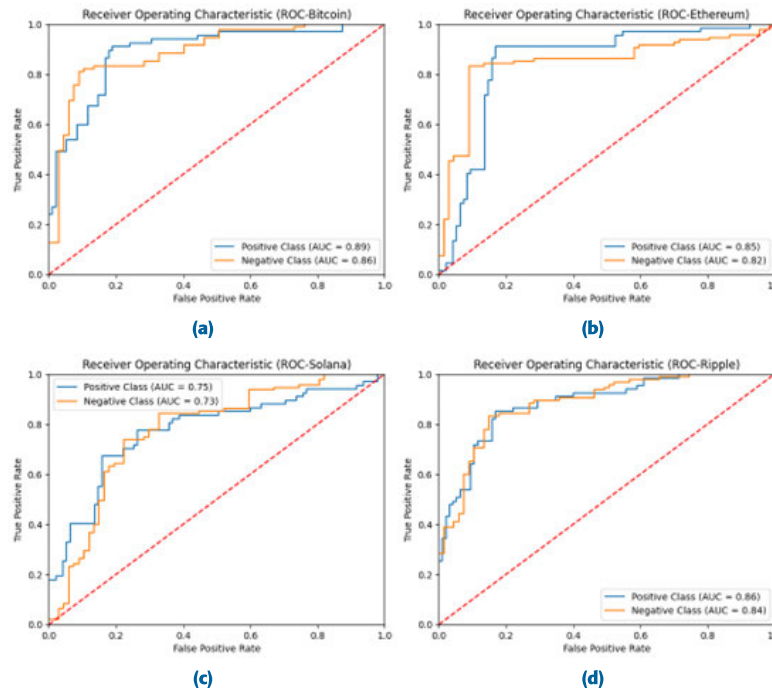 Receiver Operating Characteristic (ROC-Bitcoin)
1.0
0.8
0.6
0.4
0.2
0.0
True Positive Rate
Positive Class (AUC = 0.89)
Negative Class (AUC = 0.86)
0.0 0.2 0.4 0.6 0.8 1.0
False Positive Rate
(a)
Receiver Operating Characteristic (ROC-Ethereum)
1.0
0.8
0.6
0.4
0.2
0.0
True Positive Rate
Positive Class (AUC = 0.85)
Negative Class (AUC = 0.82)
0.0 0.2 0.4 0.6 0.8 1.0
False Positive Rate
(b)
Receiver Operating Characteristic (ROC-Solana)
1.0
0.8
0.6
0.4
0.2
0.0
True Positive Rate
Positive Class (AUC = 0.75)
Negative Class (AUC = 0.73)
0.0 0.2 0.4 0.6 0.8 1.0
False Positive Rate
(c)
Receiver Operating Characteristic (ROC-Ripple)
1.0
0.8
0.6
0.4
0.2
0.0
True Positive Rate
Positive Class (AUC = 0.86)
Negative Class (AUC = 0.84)
0.0 0.2 0.4 0.6 0.8 1.0
False Positive Rate
(d)